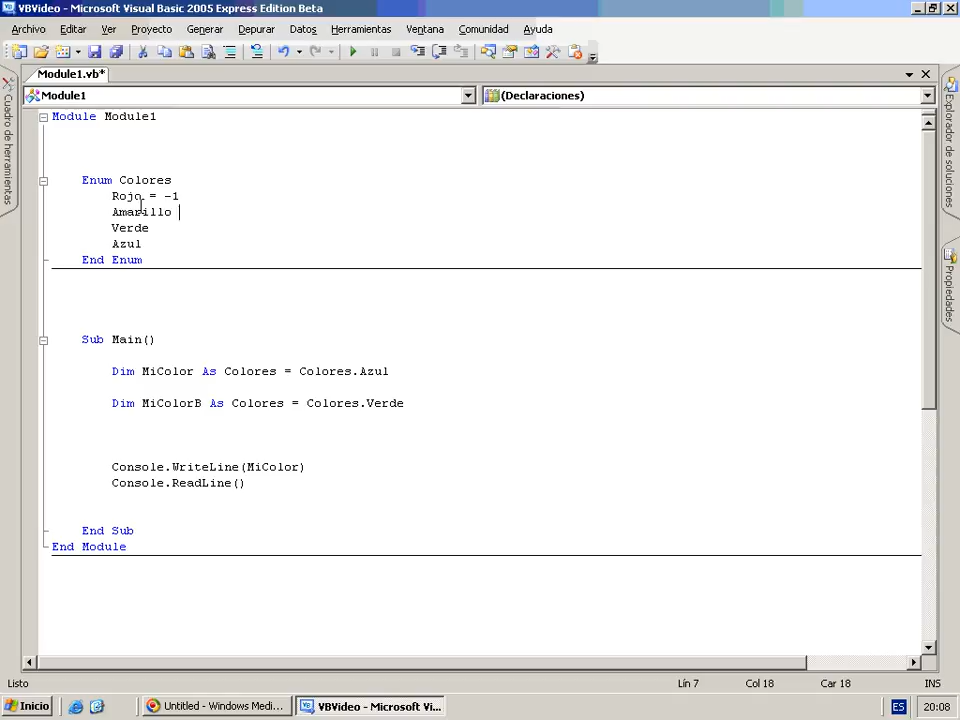 VBVideo - Microsoft Visual Basic 2005 Express Edition Beta
Archivo Editar Ver Proyecto Generar Depurar Datos Herramientas Ventana Comunidad Ayuda
Module1.vb*
Module1 (Declaraciones)
Cuadro de herramientas
Explorador de soluciones
Propiedades
Module Module1
Enum Colores
Rojo = -1
Amarillo
Verde
Azul
End Enum
Sub Main()
Dim MiColor As Colores = Colores.Azul
Dim MiColorB As Colores = Colores.Verde
Console.WriteLine(MiColor)
Console.ReadLine()
End Sub
End Module
Listo Lín 7 Col 18 Car 18 INS
Inicio Untitled - Windows Medi... VBVideo - Microsoft Vi... ES 20:08